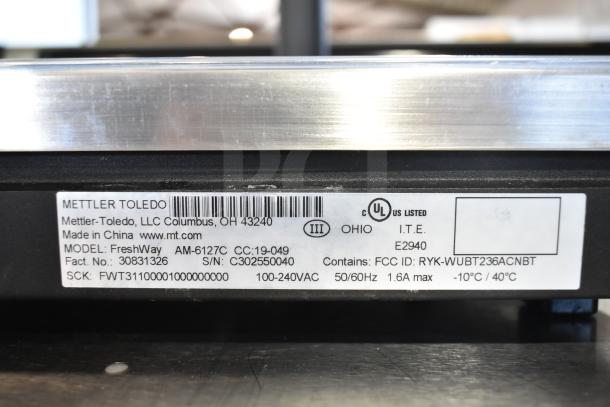 METTLER TOLEDO
Mettler-Toledo, LLC Columbus, OH 43240
Made in China www.mt.com
III OHIO I.T.E.
C UL US LISTED
E2940
MODEL: FreshWay AM-6127C CC:19-049
Fact. No.: 30831326 S/N: C302550040 Contains: FCC ID: RYK-WUBT236ACNBT
SCK: FWT31100001000000000 100-240VAC 50/60Hz 1.6A max -10°C / 40°C